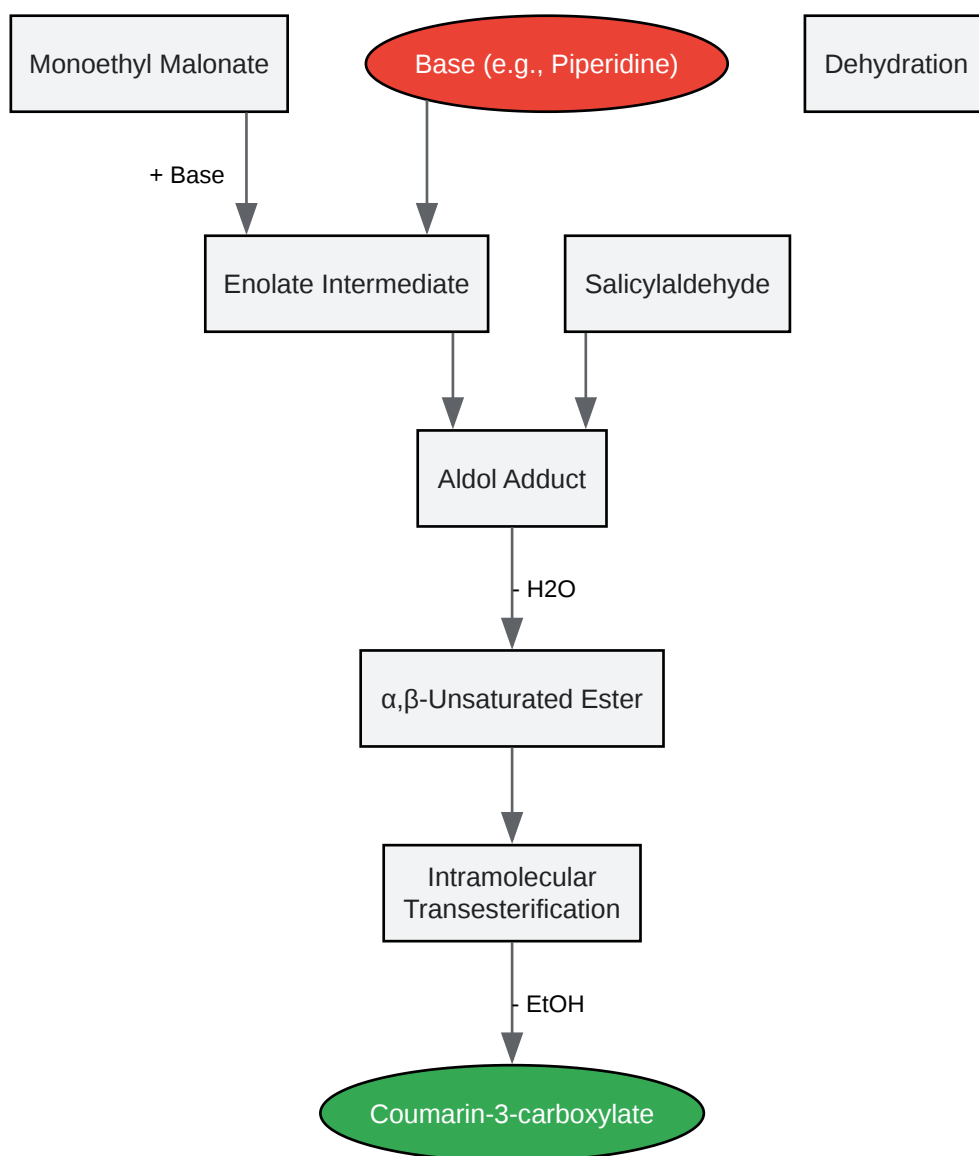 Monoethyl Malonate
Base (e.g., Piperidine)
Dehydration
+ Base
Enolate Intermediate
Salicylaldehyde
Aldol Adduct
- H2O
α,β-Unsaturated Ester
Intramolecular
Transesterification
- EtOH
Coumarin-3-carboxylate